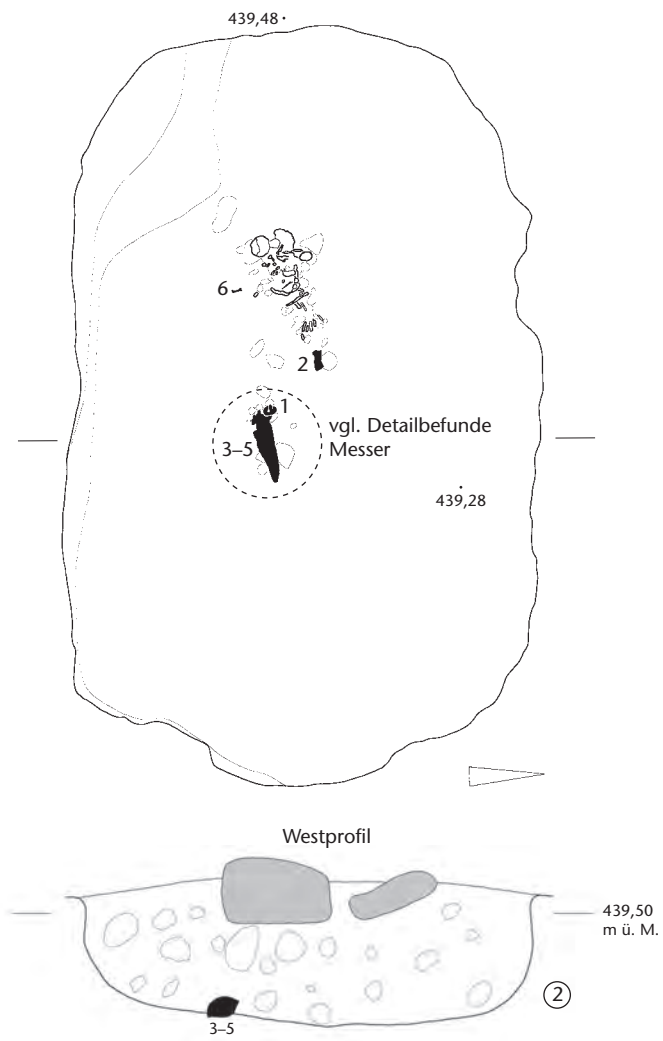 439,48
6
2
1
3–5
vgl. Detailbefunde
Messer
439,28
Westprofil
439,50
m ü. M.
2
3–5